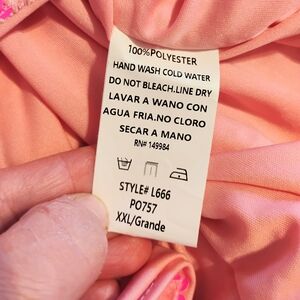 100%POLYESTER
HAND WASH COLD WATER
DO NOT BLEACH.LINE DRY
LAVAR A WANO CON
AGUA FRIA.NO CLORO
SECAR A MANO
RN# 149984
STYLE# L666
PO757
XXL/Grande